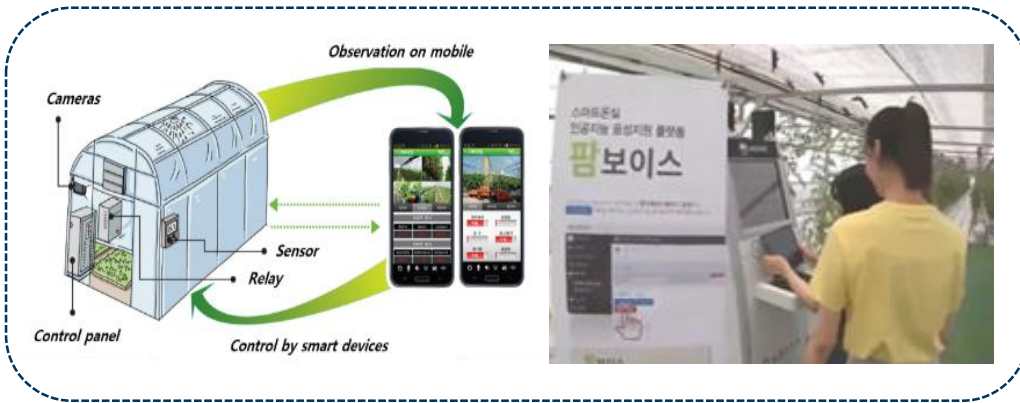 Observation on mobile
Cameras
Sensor
Relay
Control panel
Control by smart devices
스마트온실
인공지능 음성지원 플랫폼
팜보이스